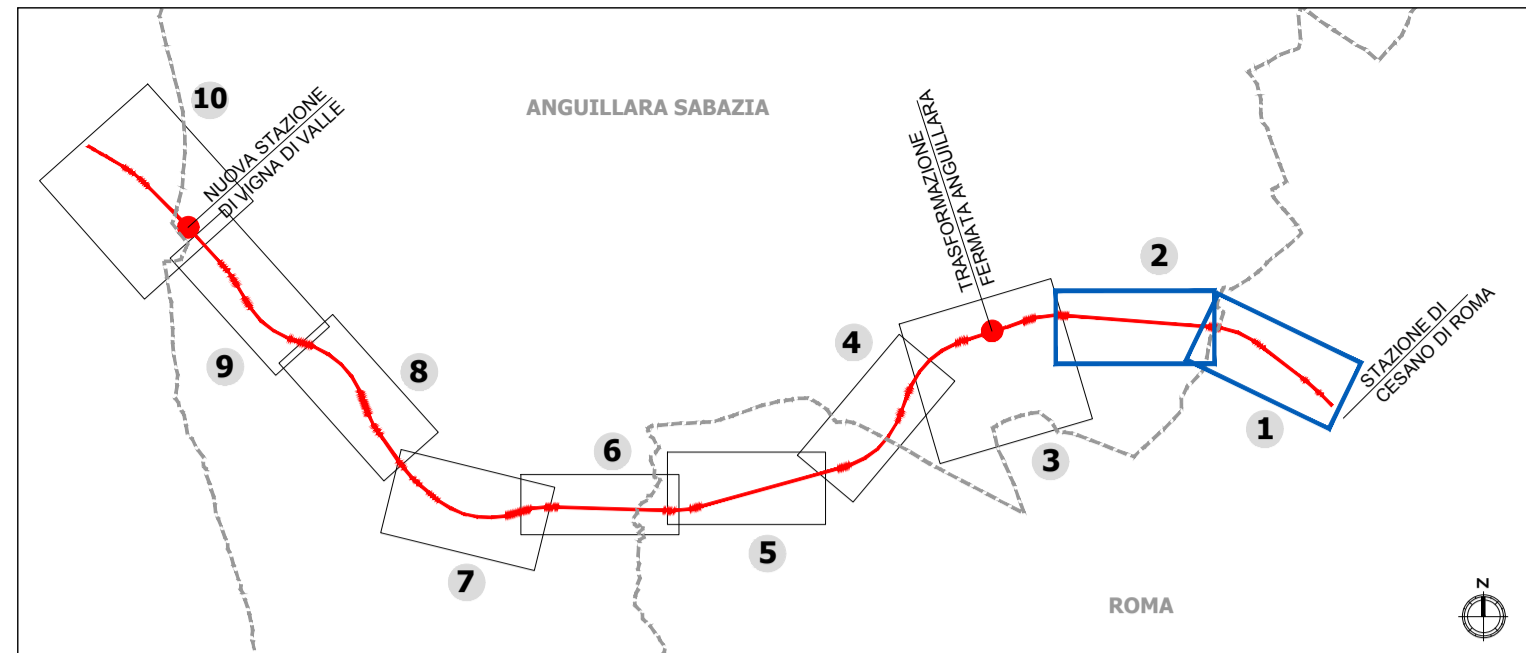 10
NUOVA STAZIONE
DI VIGNA DI VALLE
ANGUILLARA SABAZIA
TRASFORMAZIONE
FERMATA ANGUILLARA
2
STAZIONE DI
CESANO DI ROMA
4
9
8
1
3
6
5
7
ROMA
N